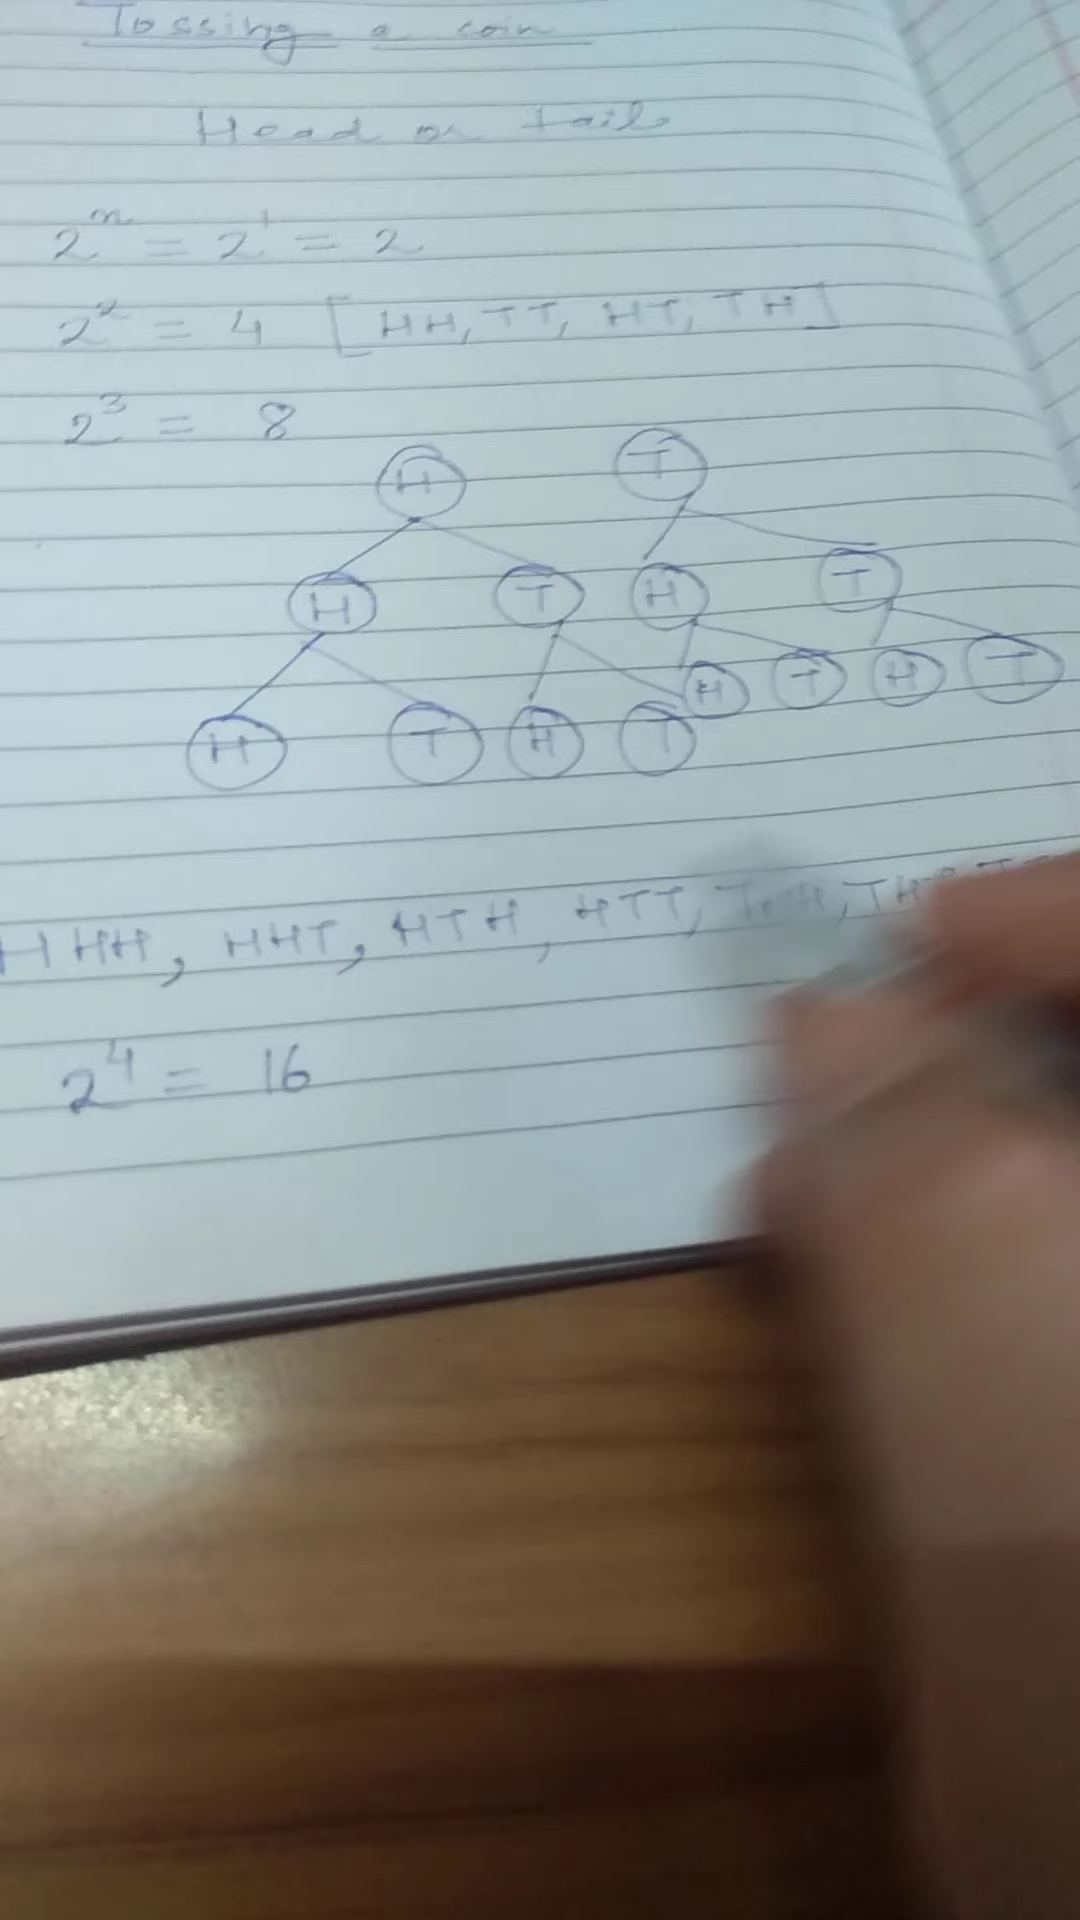 Tossing a coin
Head or tail
2ⁿ = 2¹ = 2
2² = 4 [HH, TT, HT, TH]
2³ = 8
H T
H T H T
H T H T H T H T
HHH, HHT, HTH, HTT,
2⁴ = 16